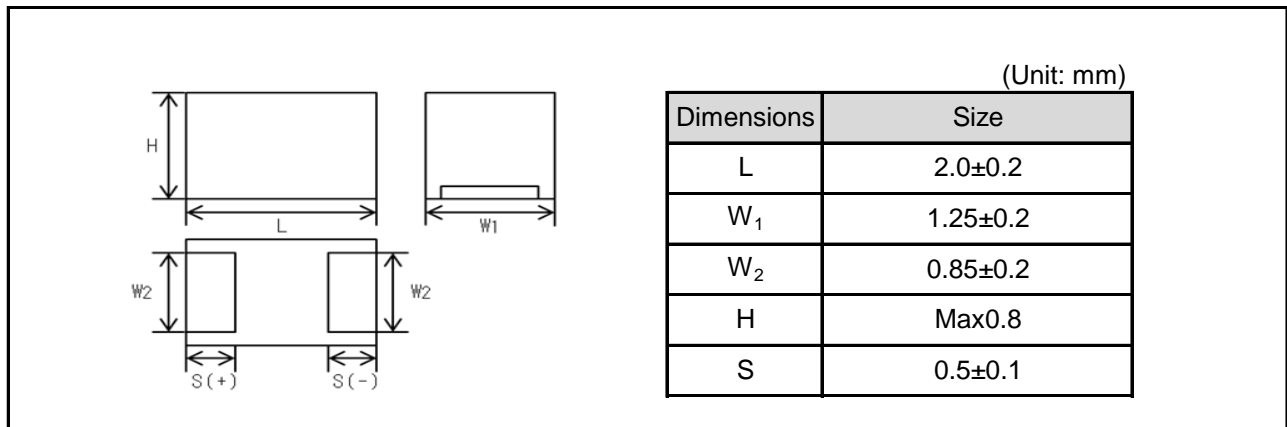 H
L
W1
W2
W2
S(+)
S(-)
(Unit: mm)
Dimensions Size
L 2.0±0.2
W1 1.25±0.2
W2 0.85±0.2
H Max0.8
S 0.5±0.1